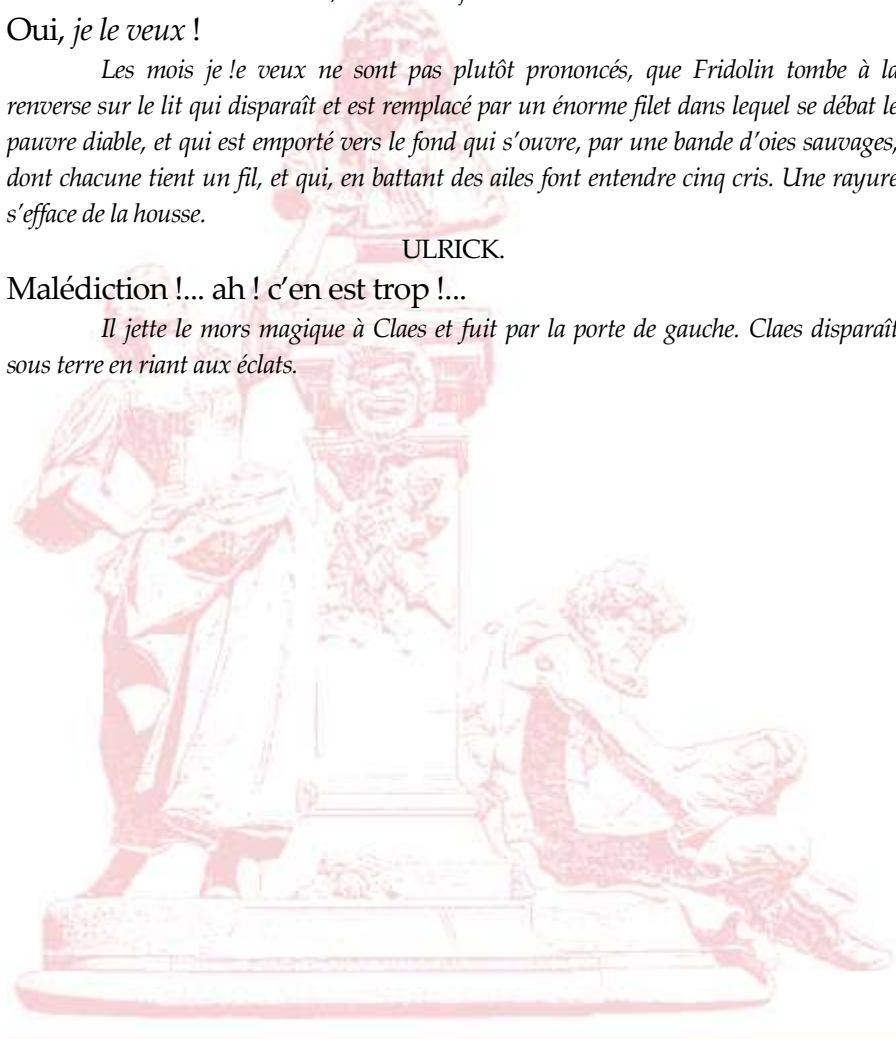 Oui, je le veux !
Les mois je !e veux ne sont pas plutôt prononcés, que Fridolin tombe à la
renverse sur le lit qui disparaît et est remplacé par un énorme filet dans lequel se débat le
pauvre diable, et qui est emporté vers le fond qui s’ouvre, par une bande d’oies sauvages,
dont chacune tient un fil, et qui, en battant des ailes font entendre cinq cris. Une rayure
s’efface de la housse.
ULRICK.
Malédiction !... ah ! c’en est trop !...
Il jette le mors magique à Claes et fuit par la porte de gauche. Claes disparaît
sous terre en riant aux éclats.